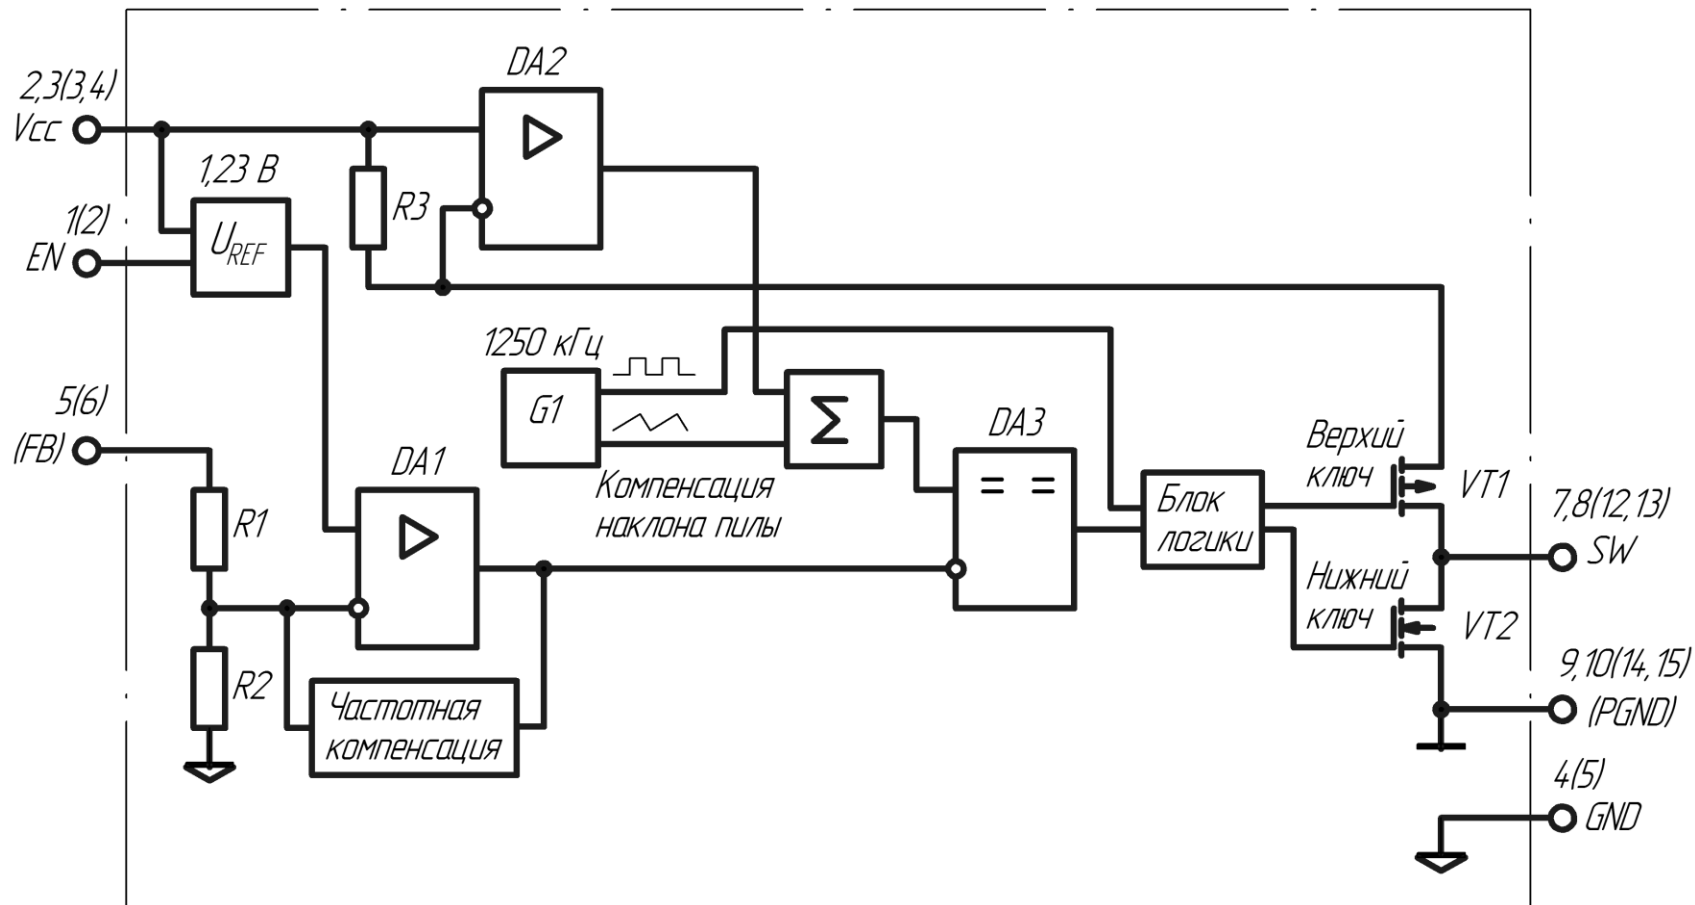 DA2
2,3(3,4)
Vcc
1,23 В
R3
1(2)
UREF
EN
1250 кГц
5(6)
G1
Σ
(FB)
DA1
DA3
Верхий
ключ
VT1
Компенсация
наклона пилы
= =
Блок
логики
7,8(12,13)
SW
R1
Нижний
ключ
VT2
R2
Частотная
компенсация
9,10(14,15)
(PGND)
4(5)
GND